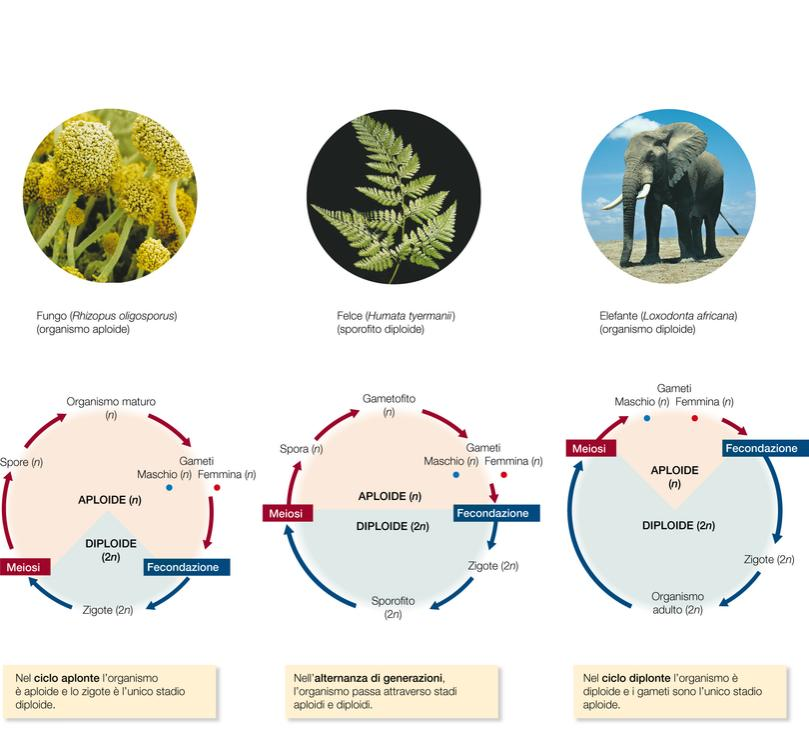 Fungo (Rhizopus oligosporus)
(organismo aploide)
Felce (Humata tyermanii)
(sporofito diploide)
Elefante (Loxodonta africana)
(organismo diploide)
Organismo maturo
(n)
Spore (n)
Gameti
Maschio (n) Femmina (n)
APLOIDE (n)
DIPLOIDE
(2n)
Meiosi
Fecondazione
Zigote (2n)
Gametofito
(n)
Spora (n)
Gameti
Maschio (n) Femmina (n)
APLOIDE (n)
Meiosi
Fecondazione
DIPLOIDE (2n)
Zigote (2n)
Sporofito
(2n)
Gameti
Maschio (n) Femmina (n)
Meiosi
Fecondazione
APLOIDE
(n)
DIPLOIDE (2n)
Zigote (2n)
Organismo
adulto (2n)
Nel ciclo aplonte l'organismo
è aploide e lo zigote è l'unico stadio
diploide.
Nell'alternanza di generazioni,
l'organismo passa attraverso stadi
aploidi e diploidi.
Nel ciclo diplonte l'organismo è
diploide e i gameti sono l'unico stadio
aploide.